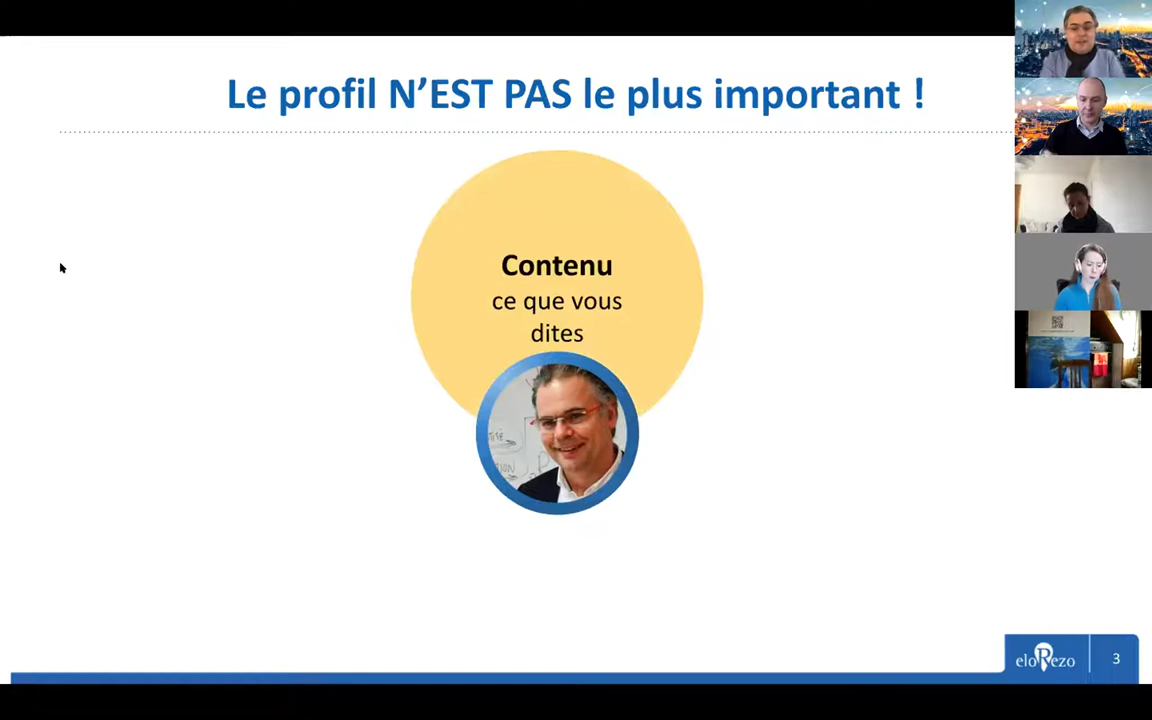 Le profil N’EST PAS le plus important !
Contenu
ce que vous
dites
eloRezo
3